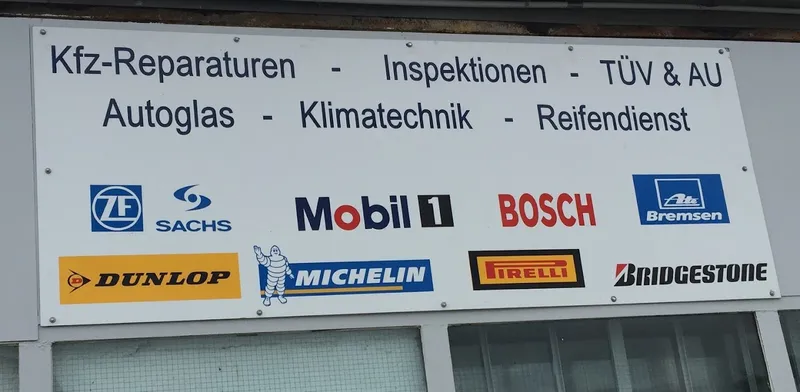 Kfz-Reparaturen - Inspektionen - TÜV & AU
Autoglas - Klimatechnik - Reifendienst
ZF SACHS Mobil 1 BOSCH Ate Bremsen
D DUNLOP MICHELIN PIRELLI BRIDGESTONE